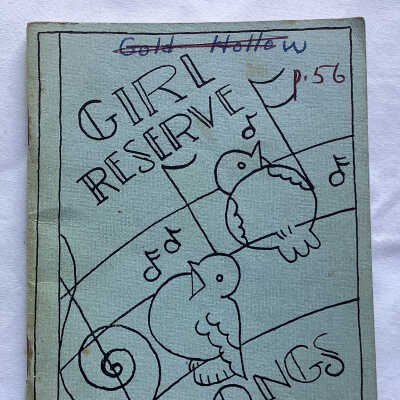 Gold Hollow
p.56
GIRL
RESERVE
ONGS